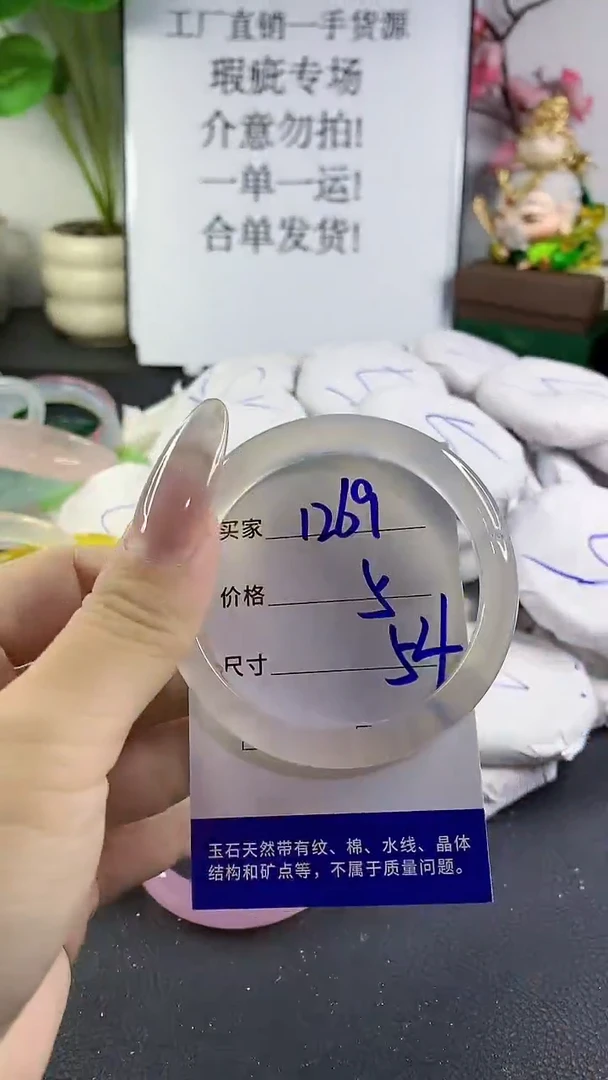 工厂直销一手货源
瑕疵专场
介意勿拍!
一单一运!
合单发货!
买家 1269
价格 5
尺寸 54
玉石天然带有纹、棉、水线、晶体
结构和矿点等，不属于质量问题。